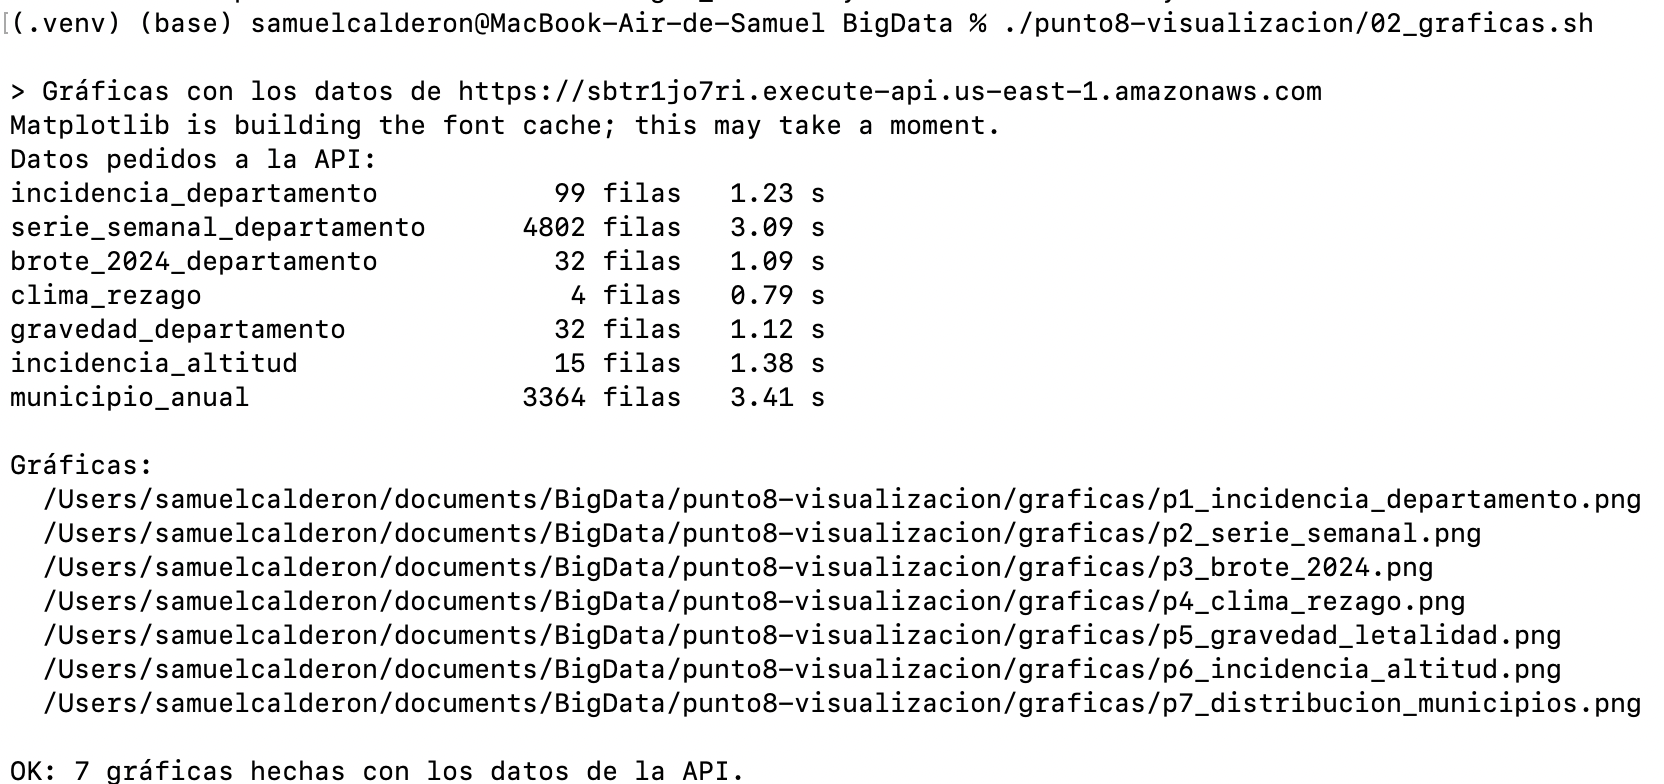 (.venv) (base) samuelcalderon@MacBook-Air-de-Samuel BigData % ./punto8-visualizacion/02_graficas.sh
> Gráficas con los datos de https://sbtr1jo7ri.execute-api.us-east-1.amazonaws.com
Matplotlib is building the font cache; this may take a moment.
Datos pedidos a la API:
incidencia_departamento 99 filas 1.23 s
serie_semanal_departamento 4802 filas 3.09 s
brote_2024_departamento 32 filas 1.09 s
clima_rezago 4 filas 0.79 s
gravedad_departamento 32 filas 1.12 s
incidencia_altitud 15 filas 1.38 s
municipio_anual 3364 filas 3.41 s
Gráficas:
/Users/samuelcalderon/documents/BigData/punto8-visualizacion/graficas/p1_incidencia_departamento.png
/Users/samuelcalderon/documents/BigData/punto8-visualizacion/graficas/p2_serie_semanal.png
/Users/samuelcalderon/documents/BigData/punto8-visualizacion/graficas/p3_brote_2024.png
/Users/samuelcalderon/documents/BigData/punto8-visualizacion/graficas/p4_clima_rezago.png
/Users/samuelcalderon/documents/BigData/punto8-visualizacion/graficas/p5_gravedad_letalidad.png
/Users/samuelcalderon/documents/BigData/punto8-visualizacion/graficas/p6_incidencia_altitud.png
/Users/samuelcalderon/documents/BigData/punto8-visualizacion/graficas/p7_distribucion_municipios.png
OK: 7 gráficas hechas con los datos de la API.